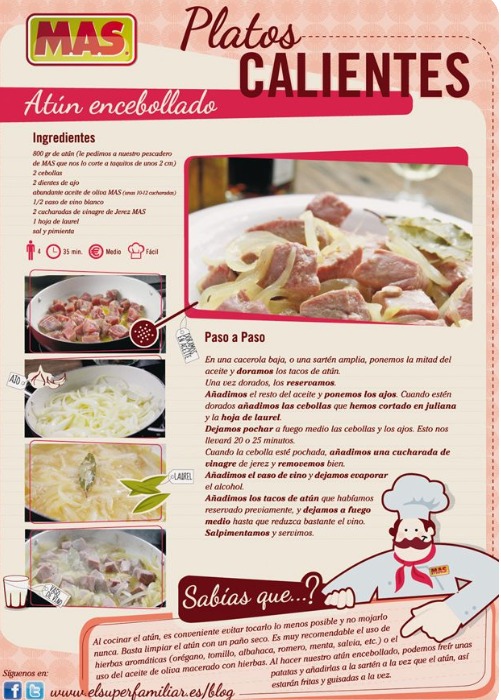 MAS
Platos
CALIENTES
Atún encebollado
Ingredientes
800 gr de atún (le pedimos a nuestro pescadero
de MAS que nos lo corte a taquitos de unos 2 cm)
2 cebollas
2 dientes de ajo
abundante aceite de oliva MAS (unas 10-12 cucharadas)
1/2 vaso de vino blanco
2 cucharadas de vinagre de Jerez MAS
1 hoja de laurel
sal y pimienta
4
35 min.
Medio
Fácil
DORAMOS
EN ACEITE
AJO
LAUREL
VASO
DE VINO
Paso a Paso
En una cacerola baja, o una sartén amplia, ponemos la mitad del
aceite y doramos los tacos de atún.
Una vez dorados, los reservamos.
Añadimos el resto del aceite y ponemos los ajos. Cuando estén
dorados añadimos las cebollas que hemos cortado en juliana
y la hoja de laurel.
Dejamos pochar a fuego medio las cebollas y los ajos. Esto nos
llevará 20 o 25 minutos.
Cuando la cebolla esté pochada, añadimos una cucharada de
vinagre de jerez y removemos bien.
Añadimos el vaso de vino y dejamos evaporar
el alcohol.
Añadimos los tacos de atún que habíamos
reservado previamente, y dejamos a fuego
medio hasta que reduzca bastante el vino.
Salpimentamos y servimos.
MAS
Sabías que...?
Al cocinar el atún, es conveniente evitar tocarlo lo menos posible y no mojarlo
nunca. Basta limpiar el atún con un paño seco. Es muy recomendable el uso de
hierbas aromáticas (orégano, tomillo, albahaca, romero, menta, salvia, etc.) o el
uso del aceite de oliva macerado con hierbas. Al hacer nuestro atún encebollado, podemos freír unas
patatas y añadirlas a la sartén a la vez que el atún, así
estarán fritas y guisadas a la vez.
Síguenos en:
www.elsuperfamiliar.es/blog